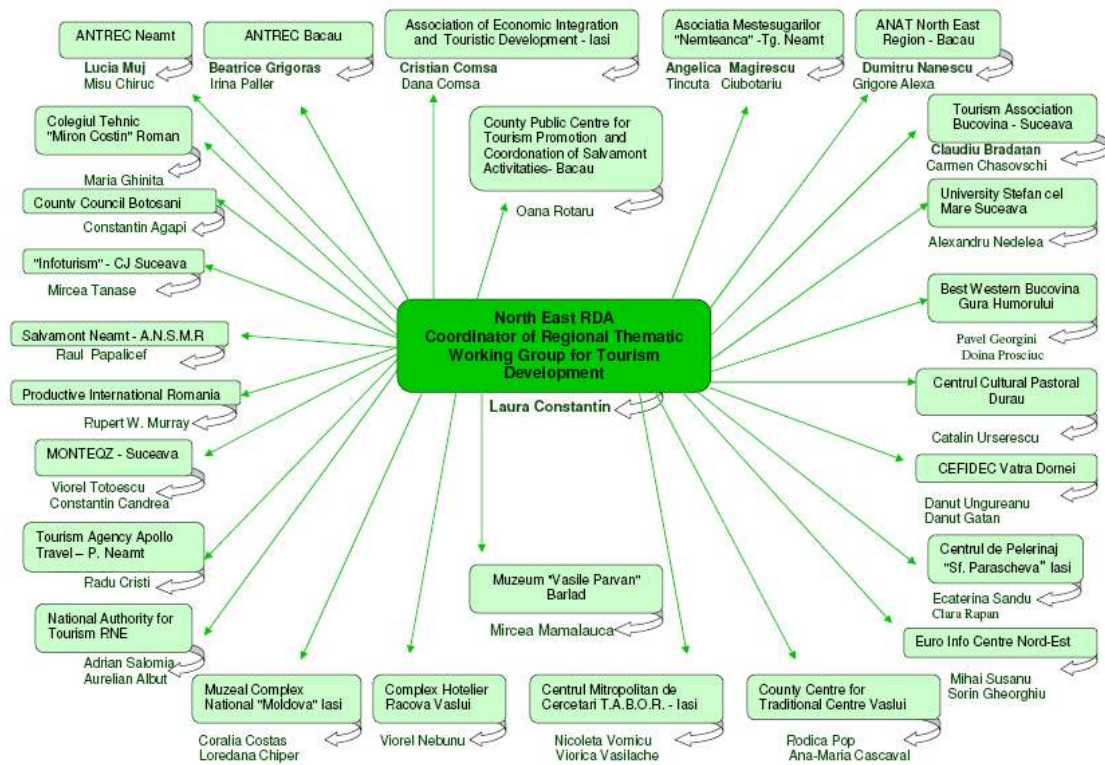 ANTREC Neamt
Lucia Muj
Misu Chiruc
ANTREC Bacau
Beatrice Grigoras
Irina Paller
Association of Economic Integration
and Touristic Development - Iasi
Cristian Comsa
Dana Comsa
Asociatia Mestesugarilor
"Nemteanca" -Tg. Neamt
Angelica Magirescu
Tincuta Ciubotariu
ANAT North East
Region - Bacau
Dumitru Nanescu
Grigore Alexa
Colegiul Tehnic
"Miron Costin" Roman
Maria Ghinita
County Public Centre for
Tourism Promotion and
Coordonation of Salvamont
Activitaties- Bacau
Oana Rotaru
Tourism Association
Bucovina - Suceava
Claudiu Bradațan
Carmen Chasovschi
County Council Botosani
Constantin Agapi
University Stefan cel
Mare Suceava
Alexandru Nedelea
"Infoturism" - CJ Suceava
Mircea Tanase
Best Western Bucovina
Gura Humorului
Pavel Georgini
Doina Prosciuc
North East RDA
Coordinator of Regional Thematic
Working Group for Tourism
Development
Laura Constantin
Salvamont Neamt - A.N.S.M.R
Raul Papalicef
Productive International Romania
Rupert W. Murray
Centrul Cultural Pastoral
Durau
Catalin Urserescu
MONTEQZ - Suceava
Viorel Totoescu
Constantin Candrea
CEFIDEC Vatra Dornei
Danut Ungureanu
Danut Gatan
Tourism Agency Apollo
Travel – P. Neamt
Radu Cristi
Centrul de Pelerinaj
"Sf. Parascheva" Iasi
Ecaterina Sandu
Clara Rapan
Muzeum "Vasile Parvan"
Barlad
Mircea Mamalauca
National Authority for
Tourism RNE
Adrian Salomia
Aurelian Albut
Euro Info Centre Nord-Est
Mihai Susanu
Sorin Gheorghiu
Muzeal Complex
National "Moldova" Iasi
Coralia Costas
Loredana Chiper
Complex Hotelier
Racova Vaslui
Viorel Nebunu
Centrul Mitropolitan de
Cercetari T.A.B.O.R. - Iasi
Nicoleta Vornicu
Viorica Vasilache
County Centre for
Traditional Centre Vaslui
Rodica Pop
Ana-Maria Cascaval